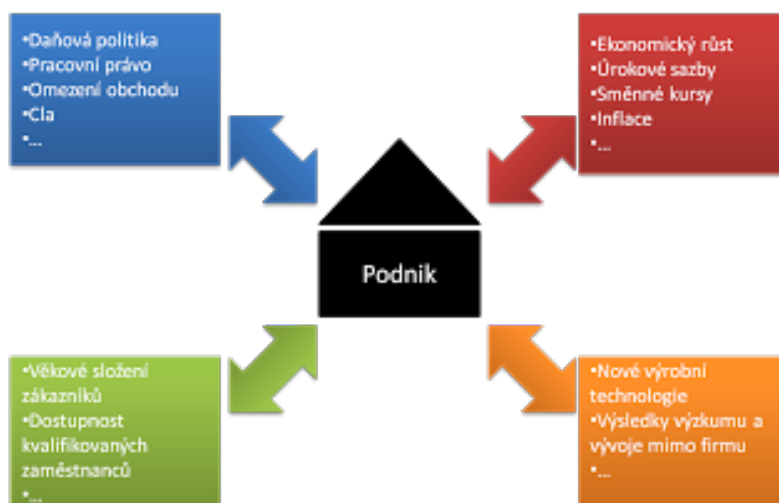 •Daňová politika
•Pracovní právo
•Omezení obchodu
•Cla
•...
•Ekonomický růst
•Úrokové sazby
•Směnné kursy
•Inflace
•...
Podnik
•Věkové složení
zákazníků
•Dostupnost
kvalifikovaných
zaměstnanců
•...
•Nové výrobní
technologie
•Výsledky výzkumu a
vývoje mimo firmu
•...